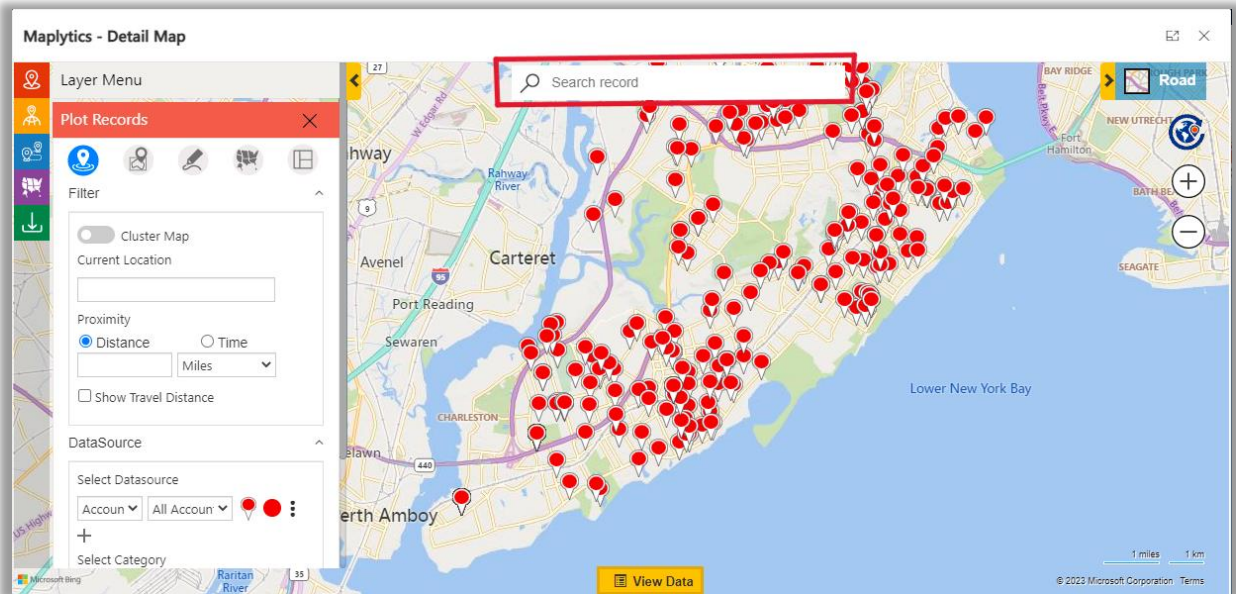 Maplytics - Detail Map
Layer Menu
Plot Records
Filter
Cluster Map
Current Location
Proximity
Distance
Time
Miles
Show Travel Distance
DataSource
Select Datasource
Accoun
All Accoun
Select Category
Microsoft Bing
Search record
27
W Edgar Rd
hway
Rahway
River
9
Avenel
Carteret
95
Port Reading
Sewaren
CHARLESTON
440
erth Amboy
US Highw
Raritan
River
35
View Data
BAY RIDGE
Road
Belt Pkwy
NEW UTRECHT
Fort
Hamilton
BATH BE
SEAGATE
Lower New York Bay
1 miles
1 km
© 2023 Microsoft Corporation
Terms